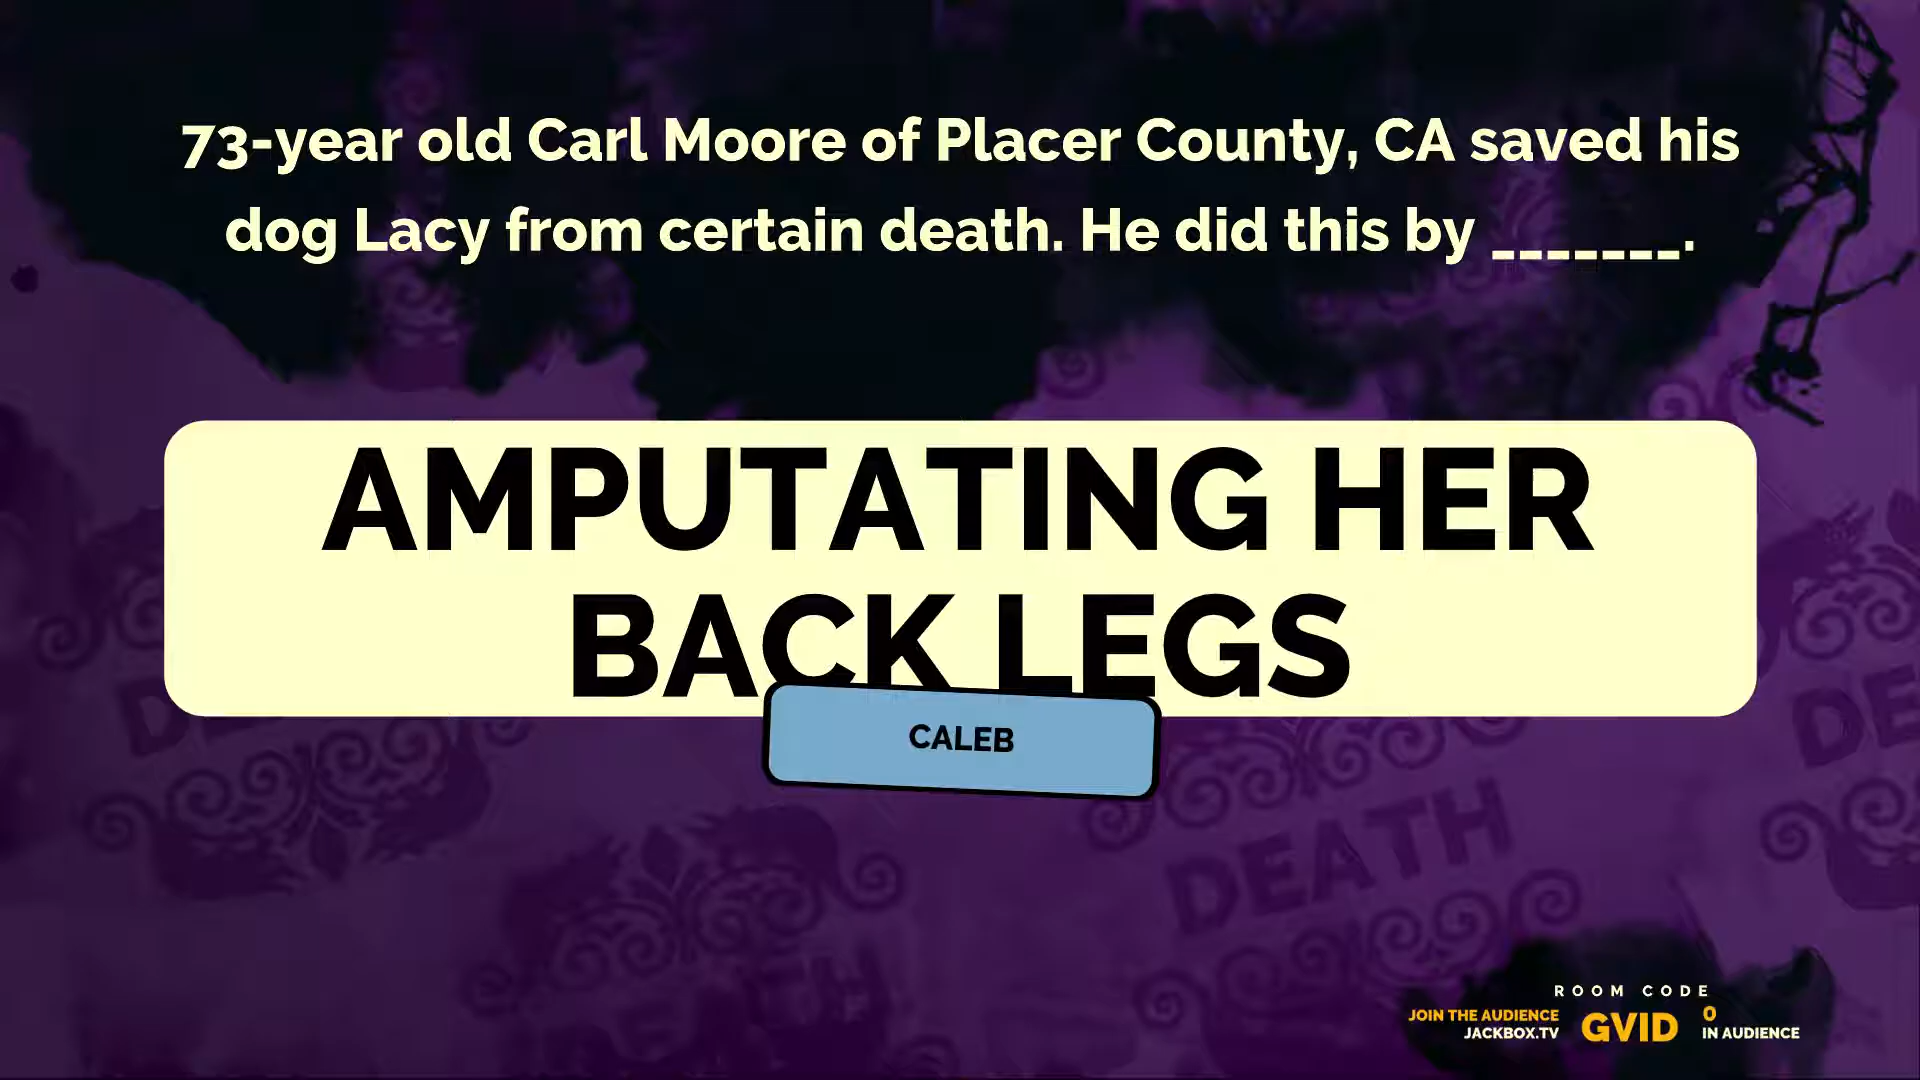 73-year old Carl Moore of Placer County, CA saved his
dog Lacy from certain death. He did this by _______.
AMPUTATING HER
BACK LEGS
CALEB
DEATH
ROOM CODE
JOIN THE AUDIENCE
JACKBOX.TV
GVID
0
IN AUDIENCE